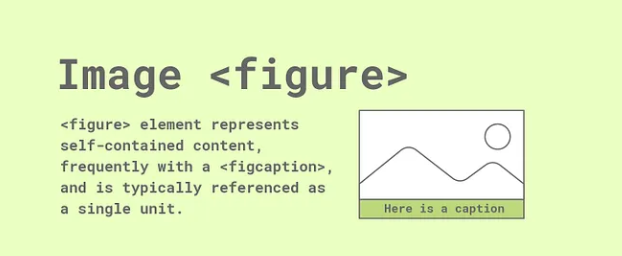 Image <figure>
<figure> element represents
self-contained content,
frequently with a <figcaption>,
and is typically referenced as
a single unit.
Here is a caption